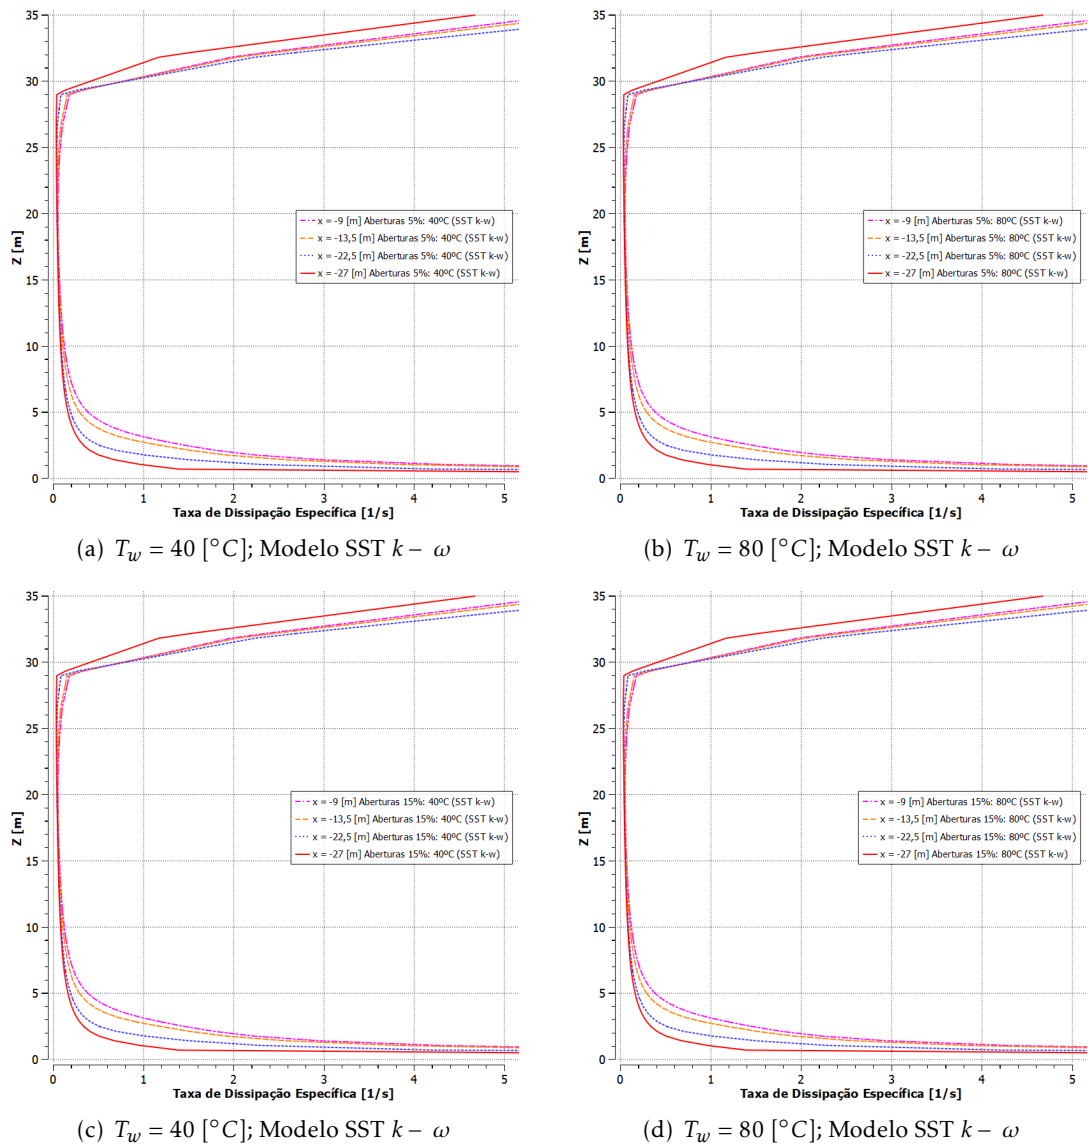 35
30
25
20
15
10
5
0
Z [m]
x = -9 [m] Aberturas 5%: 40ºC (SST k-w)
x = -13,5 [m] Aberturas 5%: 40ºC (SST k-w)
x = -22,5 [m] Aberturas 5%: 40ºC (SST k-w)
x = -27 [m] Aberturas 5%: 40ºC (SST k-w)
0 1 2 3 4 5
Taxa de Dissipação Específica [1/s]
(a) T_w = 40 [°C]; Modelo SST k – ω
35
30
25
20
15
10
5
0
Z [m]
x = -9 [m] Aberturas 5%: 80ºC (SST k-w)
x = -13,5 [m] Aberturas 5%: 80ºC (SST k-w)
x = -22,5 [m] Aberturas 5%: 80ºC (SST k-w)
x = -27 [m] Aberturas 5%: 80ºC (SST k-w)
0 1 2 3 4 5
Taxa de Dissipação Específica [1/s]
(b) T_w = 80 [°C]; Modelo SST k – ω
35
30
25
20
15
10
5
0
Z [m]
x = -9 [m] Aberturas 15%: 40ºC (SST k-w)
x = -13,5 [m] Aberturas 15%: 40ºC (SST k-w)
x = -22,5 [m] Aberturas 15%: 40ºC (SST k-w)
x = -27 [m] Aberturas 15%: 40ºC (SST k-w)
0 1 2 3 4 5
Taxa de Dissipação Específica [1/s]
(c) T_w = 40 [°C]; Modelo SST k – ω
35
30
25
20
15
10
5
0
Z [m]
x = -9 [m] Aberturas 15%: 80ºC (SST k-w)
x = -13,5 [m] Aberturas 15%: 80ºC (SST k-w)
x = -22,5 [m] Aberturas 15%: 80ºC (SST k-w)
x = -27 [m] Aberturas 15%: 80ºC (SST k-w)
0 1 2 3 4 5
Taxa de Dissipação Específica [1/s]
(d) T_w = 80 [°C]; Modelo SST k – ω